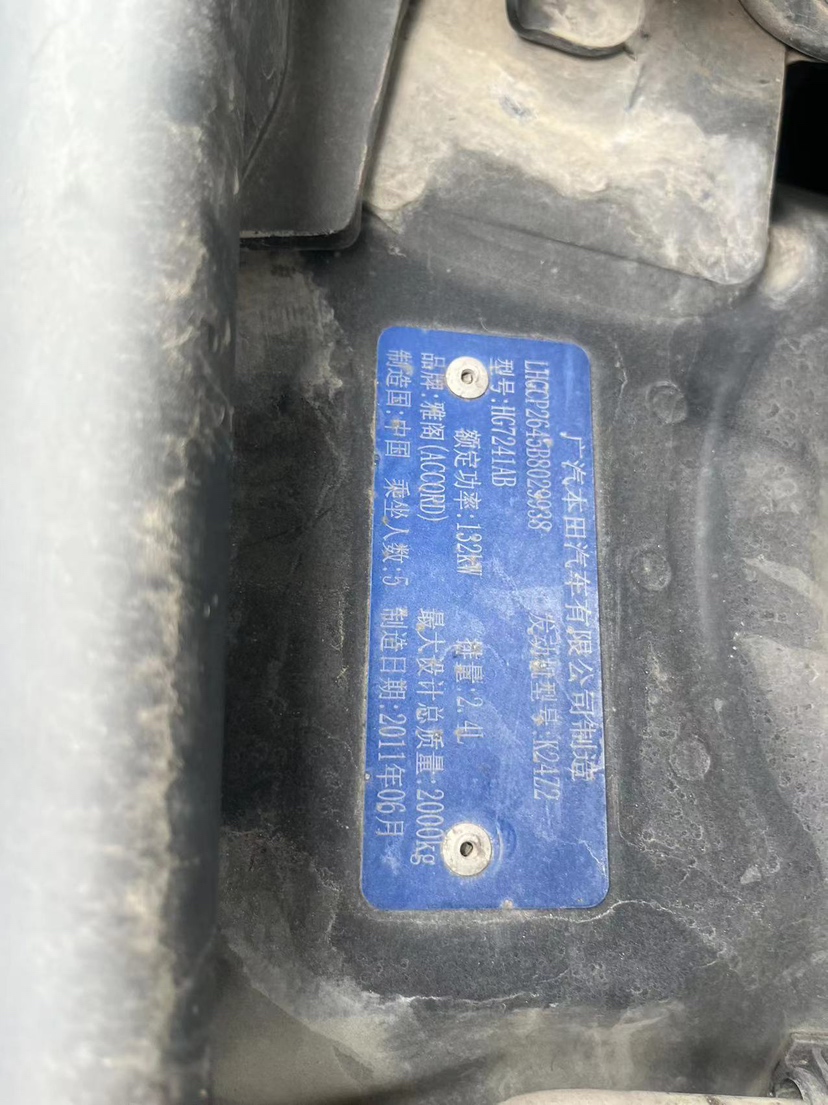 广汽本田汽车有限公司制造
LHGCP2645B8029938 发动机型号:K24Z2
型号:HG7241AB
额定功率:132kW 排量:2.4L
品牌:雅阁(ACCORD) 最大设计总质量:2000kg
制造国:中国 乘坐人数:5 制造日期:2011年06月